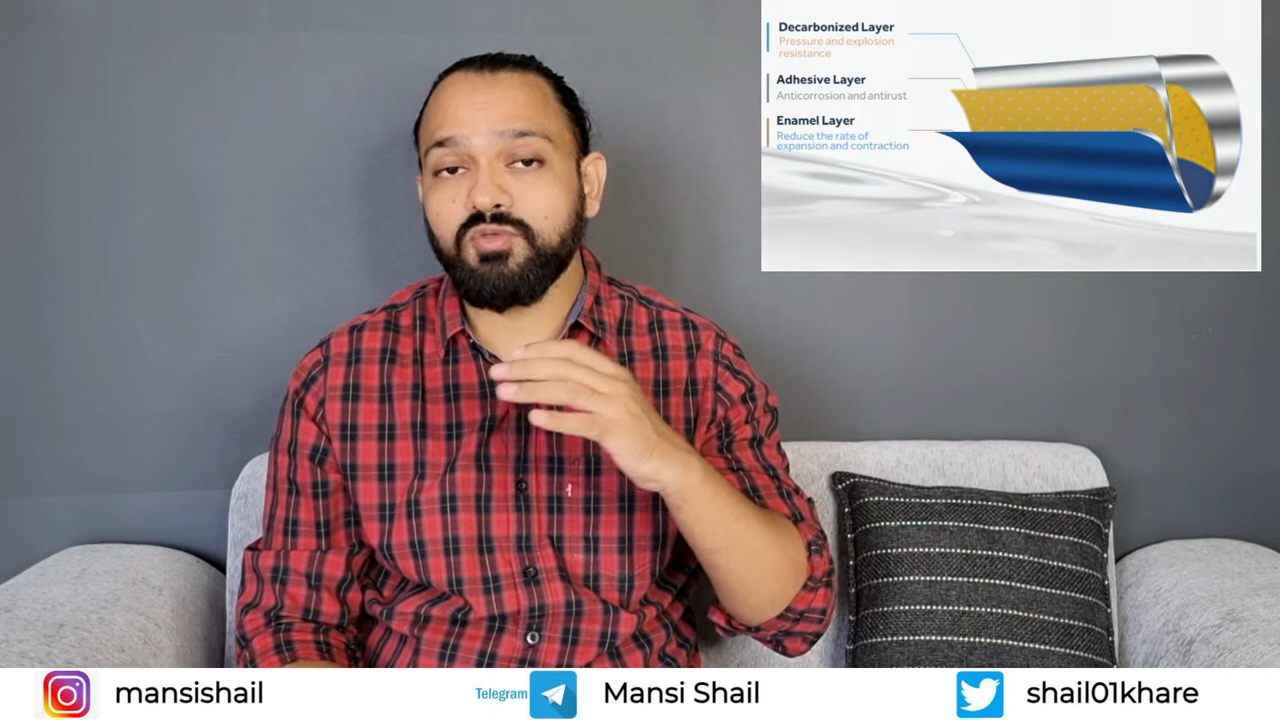 Decarbonized Layer
Pressure and explosion
resistance
Adhesive Layer
Anticorrosion and antirust
Enamel Layer
Reduce the rate of
expansion and contraction
mansishail
Telegram
Mansi Shail
shail01khare